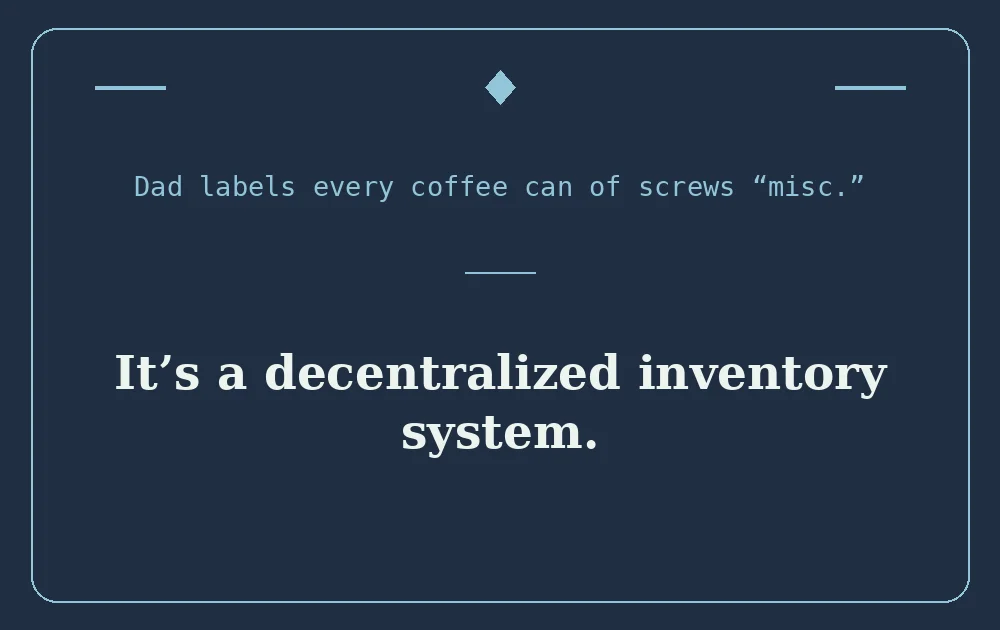 Dad labels every coffee can of screws “misc.”
It’s a decentralized inventory
system.